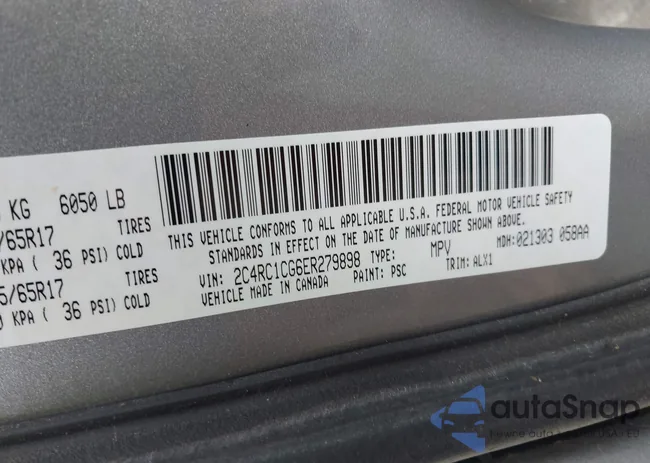 KG 6050 LB
/65R17 TIRES
KPA ( 36 PSI) COLD
5/65R17 TIRES
0 KPA ( 36 PSI) COLD
THIS VEHICLE CONFORMS TO ALL APPLICABLE U.S.A. FEDERAL MOTOR VEHICLE SAFETY
STANDARDS IN EFFECT ON THE DATE OF MANUFACTURE SHOWN ABOVE.
VIN: 2C4RC1CG6ER279898 TYPE: MPV MDH:021303 058AA
VEHICLE MADE IN CANADA PAINT: PSC TRIM: ALX1
autaSnap